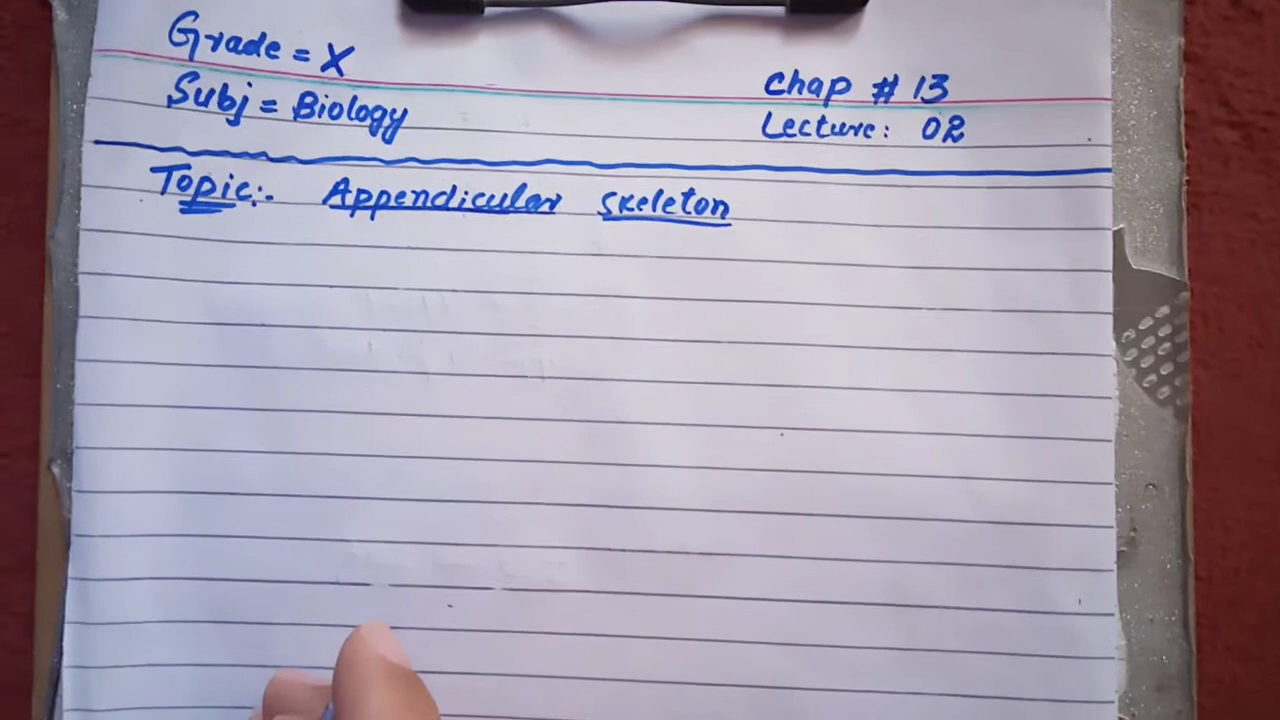 Grade = X
Subj = Biology
Chap # 13
Lecture: 02
Topic:. Appendicular skeleton